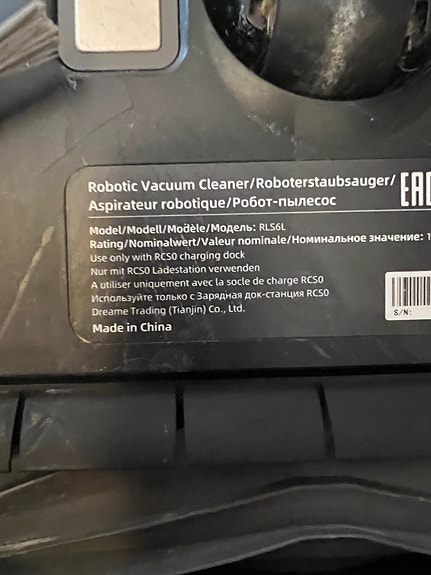 Robotic Vacuum Cleaner/Roboterstaubsauger/
Aspirateur robotique/Робот-пылесос
EAC
Model/Modell/Modèle/Модель: RLS6L
Rating/Nominalwert/Valeur nominale/Номинальное значение: 1
Use only with RCS0 charging dock
Nur mit RCS0 Ladestation verwenden
A utiliser uniquement avec la socle de charge RCS0
Используйте только с Зарядная док-станция RCS0
Dreame Trading (Tianjin) Co., Ltd.
Made in China
S/N: